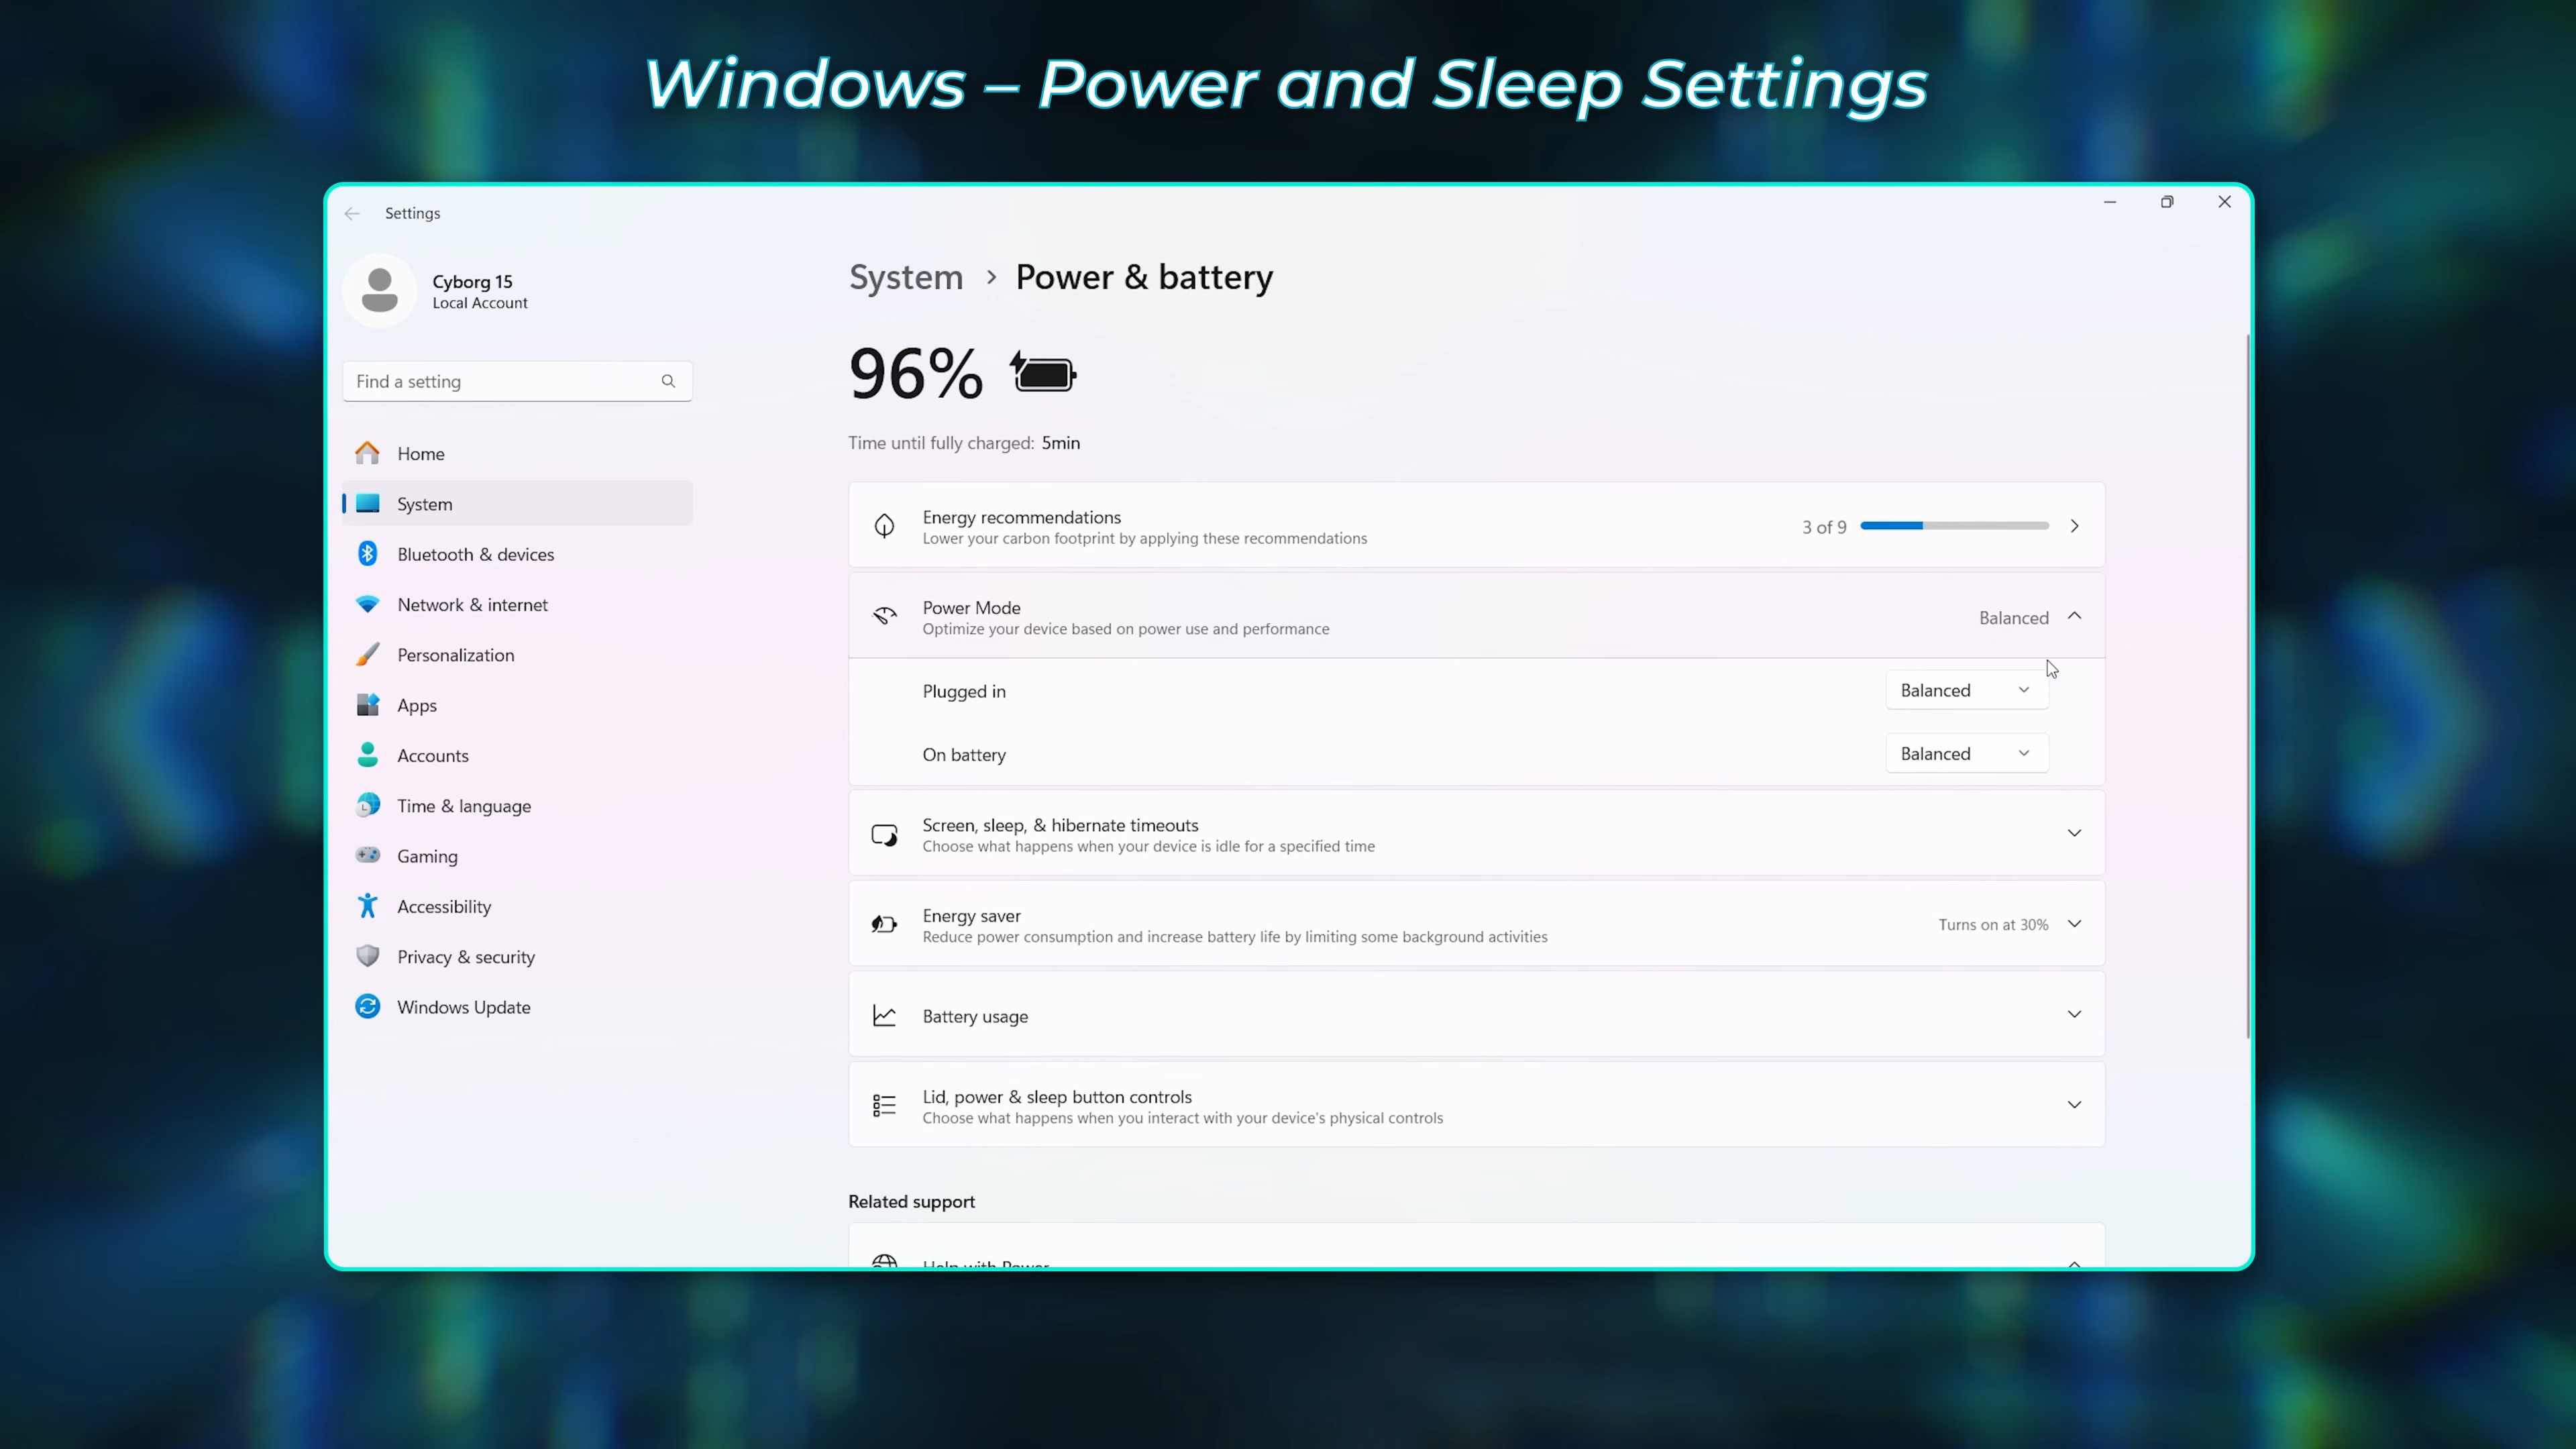 Windows – Power and Sleep Settings
Settings
Cyborg 15
Local Account
Find a setting
Home
System
Bluetooth & devices
Network & internet
Personalization
Apps
Accounts
Time & language
Gaming
Accessibility
Privacy & security
Windows Update
System > Power & battery
96%
Time until fully charged: 5min
Energy recommendations
Lower your carbon footprint by applying these recommendations
3 of 9
Power Mode
Optimize your device based on power use and performance
Balanced
Plugged in
Balanced
On battery
Balanced
Screen, sleep, & hibernate timeouts
Choose what happens when your device is idle for a specified time
Energy saver
Reduce power consumption and increase battery life by limiting some background activities
Turns on at 30%
Battery usage
Lid, power & sleep button controls
Choose what happens when you interact with your device's physical controls
Related support
Help with Power